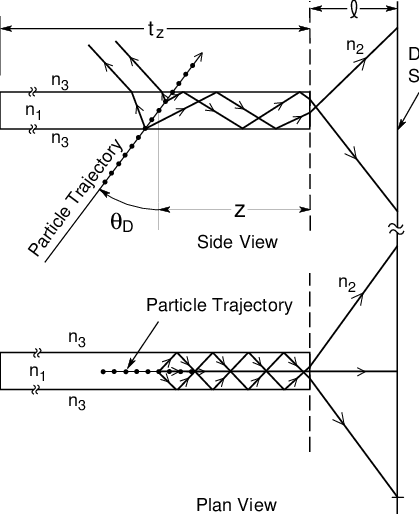 ℓ
t_z
n₂
D
S
n₃
n₁
n₃
Particle Trajectory
θ_D
z
Side View
n₂
Particle Trajectory
n₃
n₁
n₃
Plan View